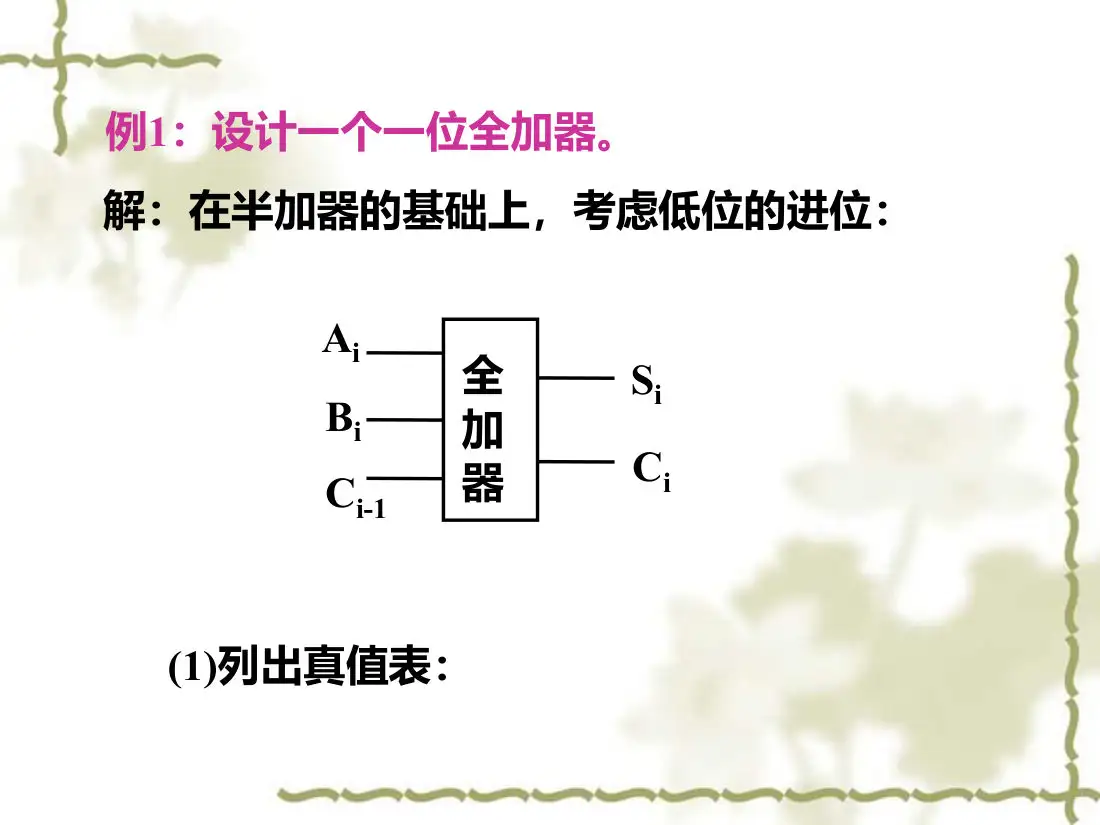 例1：设计一个一位全加器。
解：在半加器的基础上，考虑低位的进位：
Ai
Bi
Ci-1
全
加
器
Si
Ci
(1)列出真值表：